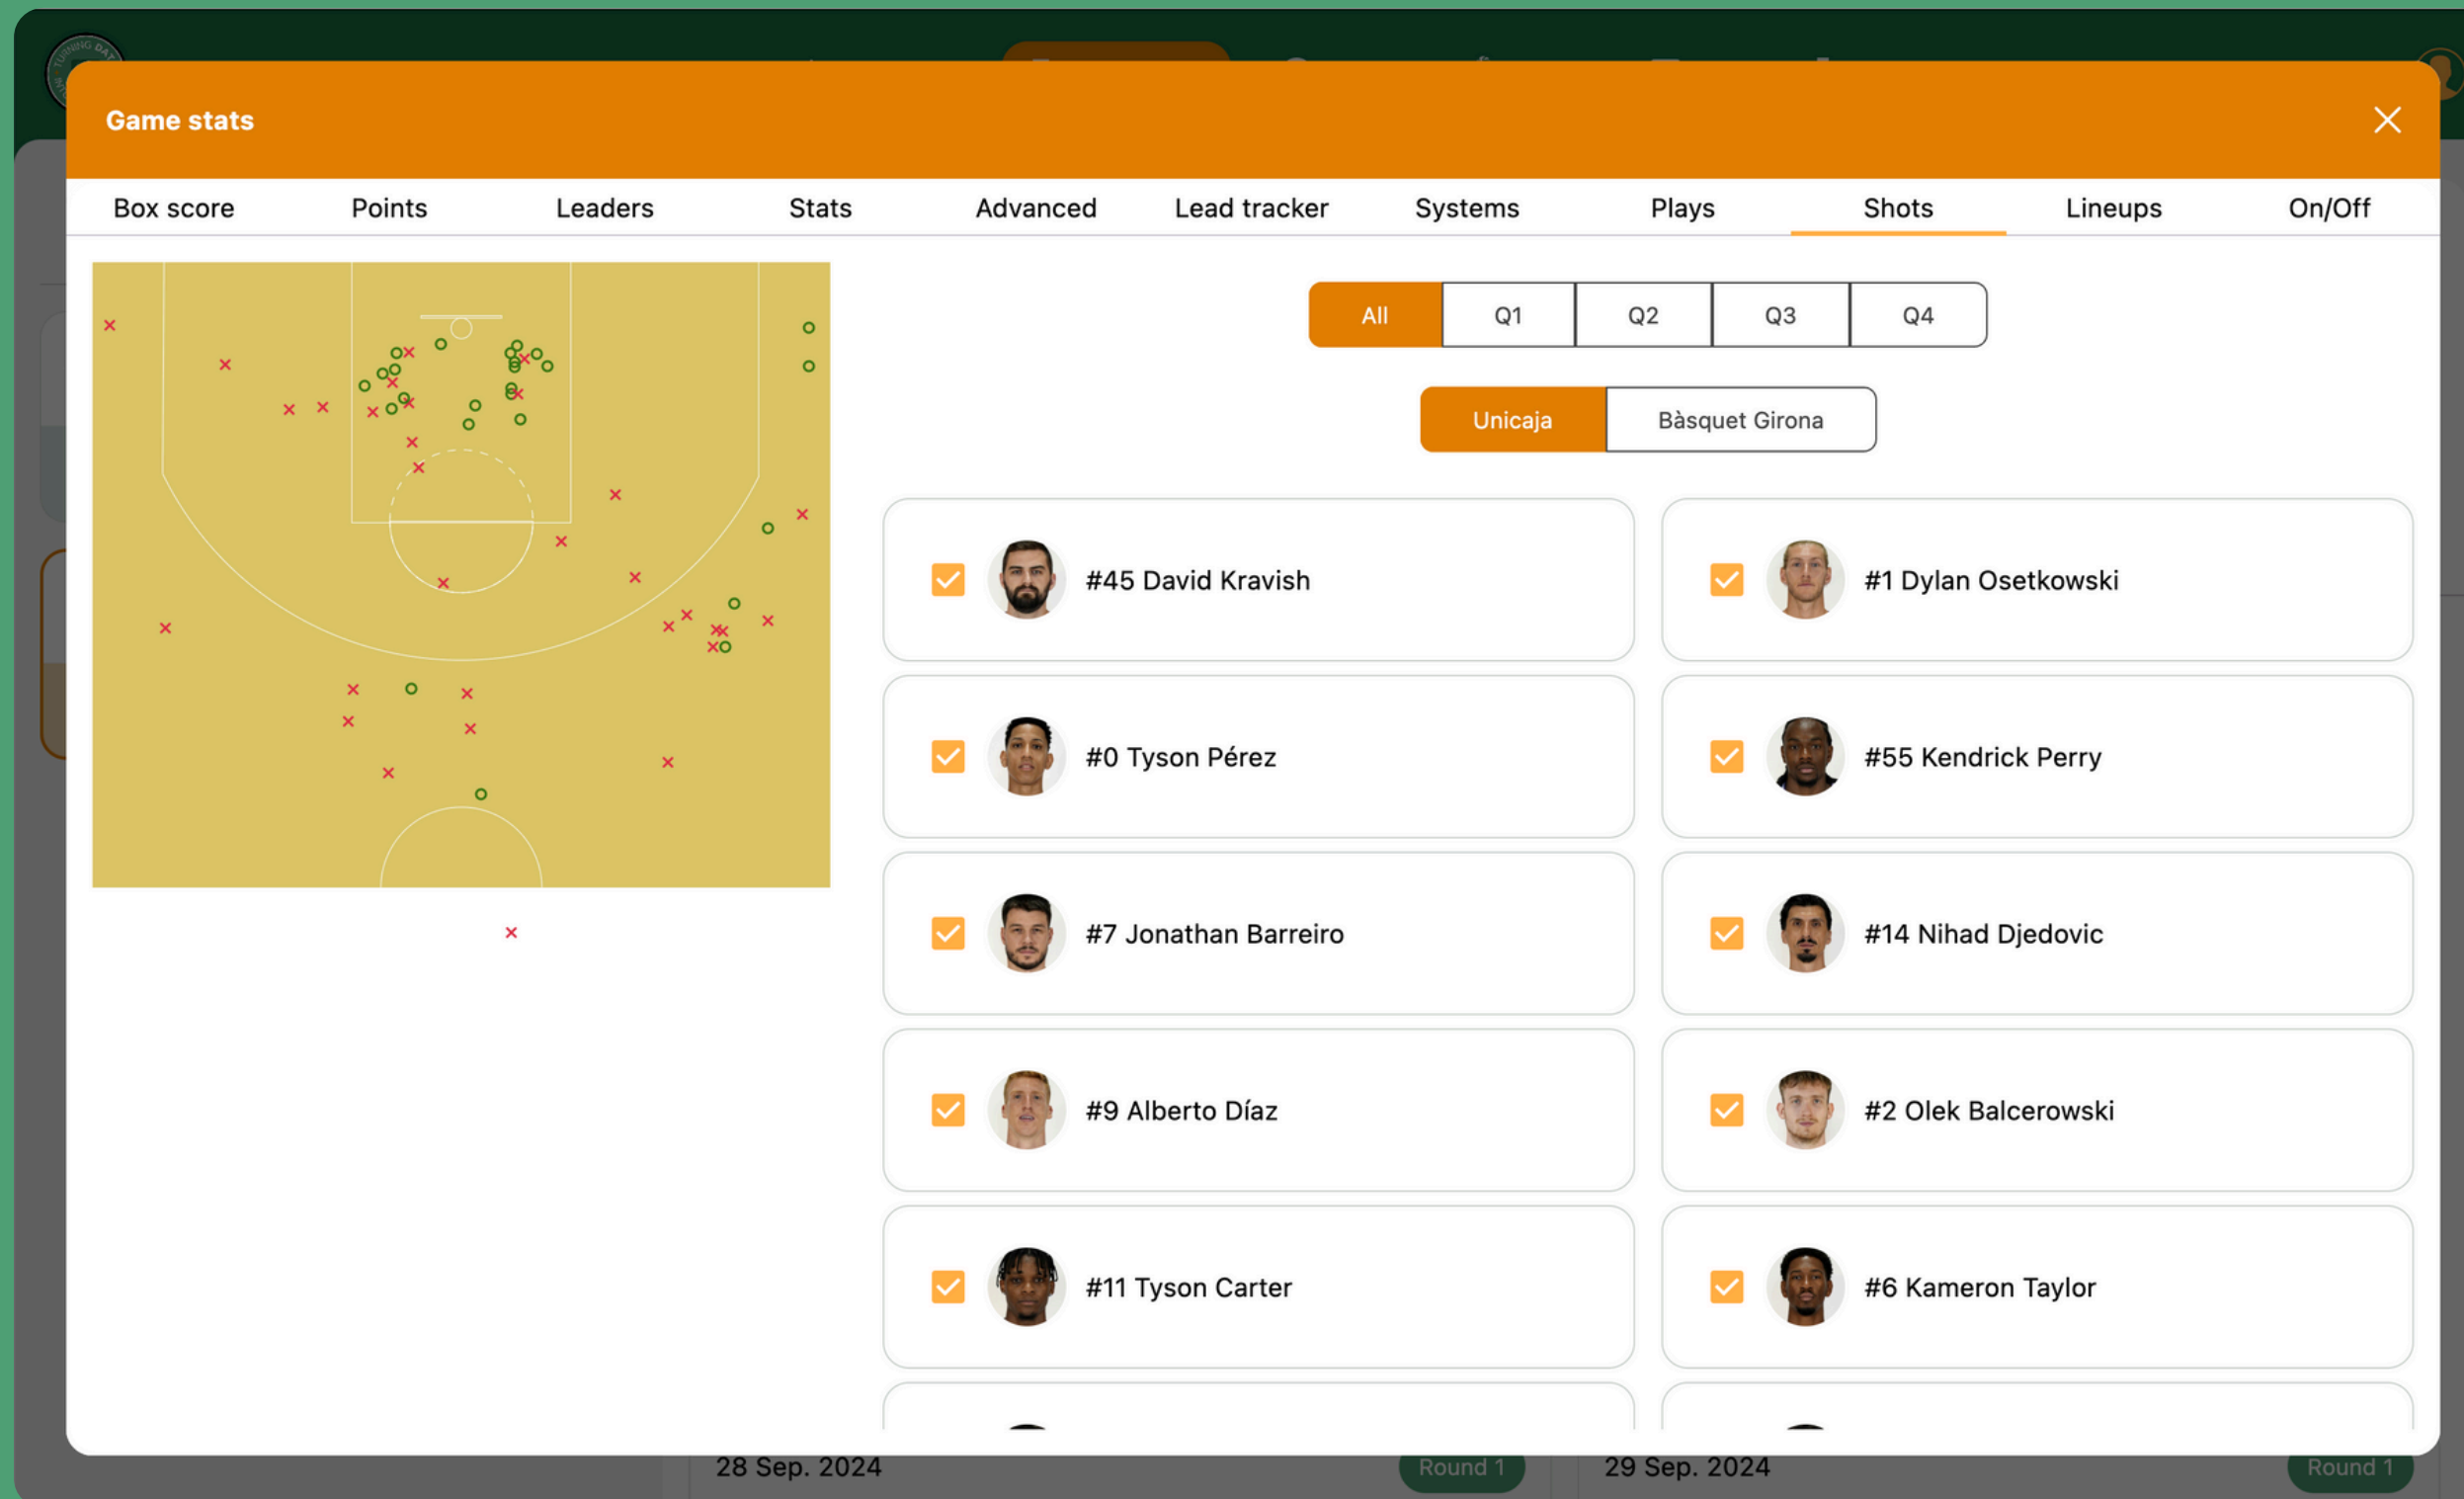 TURNING DAT
Game stats
Box score Points Leaders Stats Advanced Lead tracker Systems Plays Shots Lineups On/Off
All Q1 Q2 Q3 Q4
Unicaja Bàsquet Girona
#45 David Kravish #1 Dylan Osetkowski
#0 Tyson Pérez #55 Kendrick Perry
#7 Jonathan Barreiro #14 Nihad Djedovic
#9 Alberto Díaz #2 Olek Balcerowski
#11 Tyson Carter #6 Kameron Taylor
28 Sep. 2024 Round 1 29 Sep. 2024 Round 1